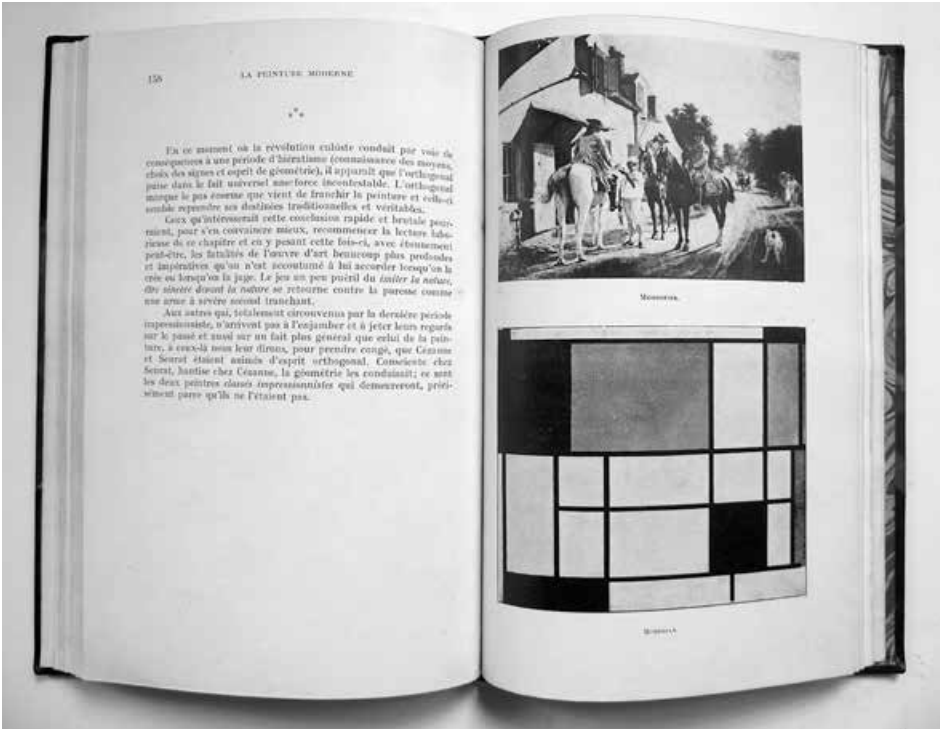 158
LA PEINTURE MODERNE
En ce moment où la révolution cubiste conduit par voie de
conséquences à une période d'hiératisme (connaissance des moyens,
choix des signes et esprit de géométrie), il apparaît que l'orthogonal
puise dans le fait universel une force incontestable. L'orthogonal
marque le pas énorme que vient de franchir la peinture et celle-ci
semble reprendre ses destinées traditionnelles et véritables.
Ceux qu'intéresserait cette conclusion rapide et brutale pour-
raient, pour s'en convaincre mieux, recommencer la lecture labo-
rieuse de ce chapitre et en y pesant cette fois-ci, avec étonnement
peut-être, les fatalités de l'œuvre d'art beaucoup plus profondes
et impératives qu'on n'est accoutumé à lui accorder lorsqu'on la
crée ou lorsqu'on la juge. Le jeu un peu puéril du imiter la nature,
être sincère devant la nature se retourne contre la paresse comme
une arme à sévère second tranchant.
Aux autres qui, totalement circonvenus par la dernière période
impressionniste, n'arrivent pas à l'enjamber et à jeter leurs regards
sur le passé et aussi sur un fait plus général que celui de la pein-
ture, à ceux-là nous leur dirons, pour prendre congé, que Cézanne
et Seurat étaient animés d'esprit orthogonal. Consciente chez
Seurat, hantise chez Cézanne, la géométrie les conduisait; ce sont
les deux peintres classés impressionnistes qui demeureront, préci-
sément parce qu'ils ne l'étaient pas.
MEISSONIER.
MONDRIAN